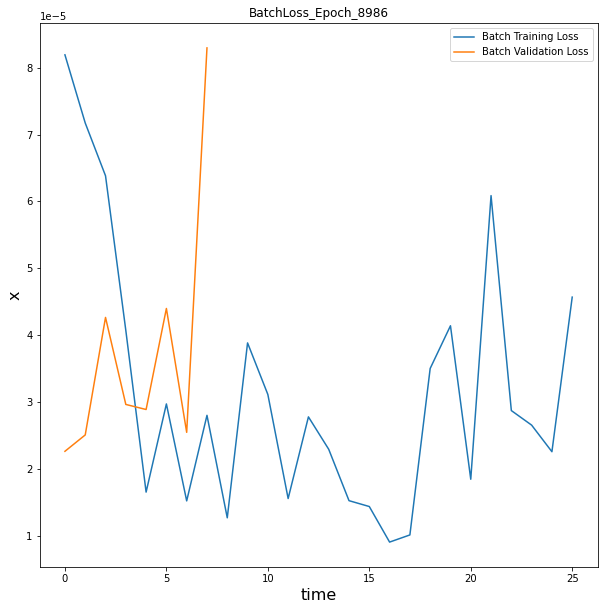 BatchLoss_Epoch_8986
1e−5
Batch Training Loss
Batch Validation Loss
8
7
6
5
4
3
2
1
x
0 5 10 15 20 25
time